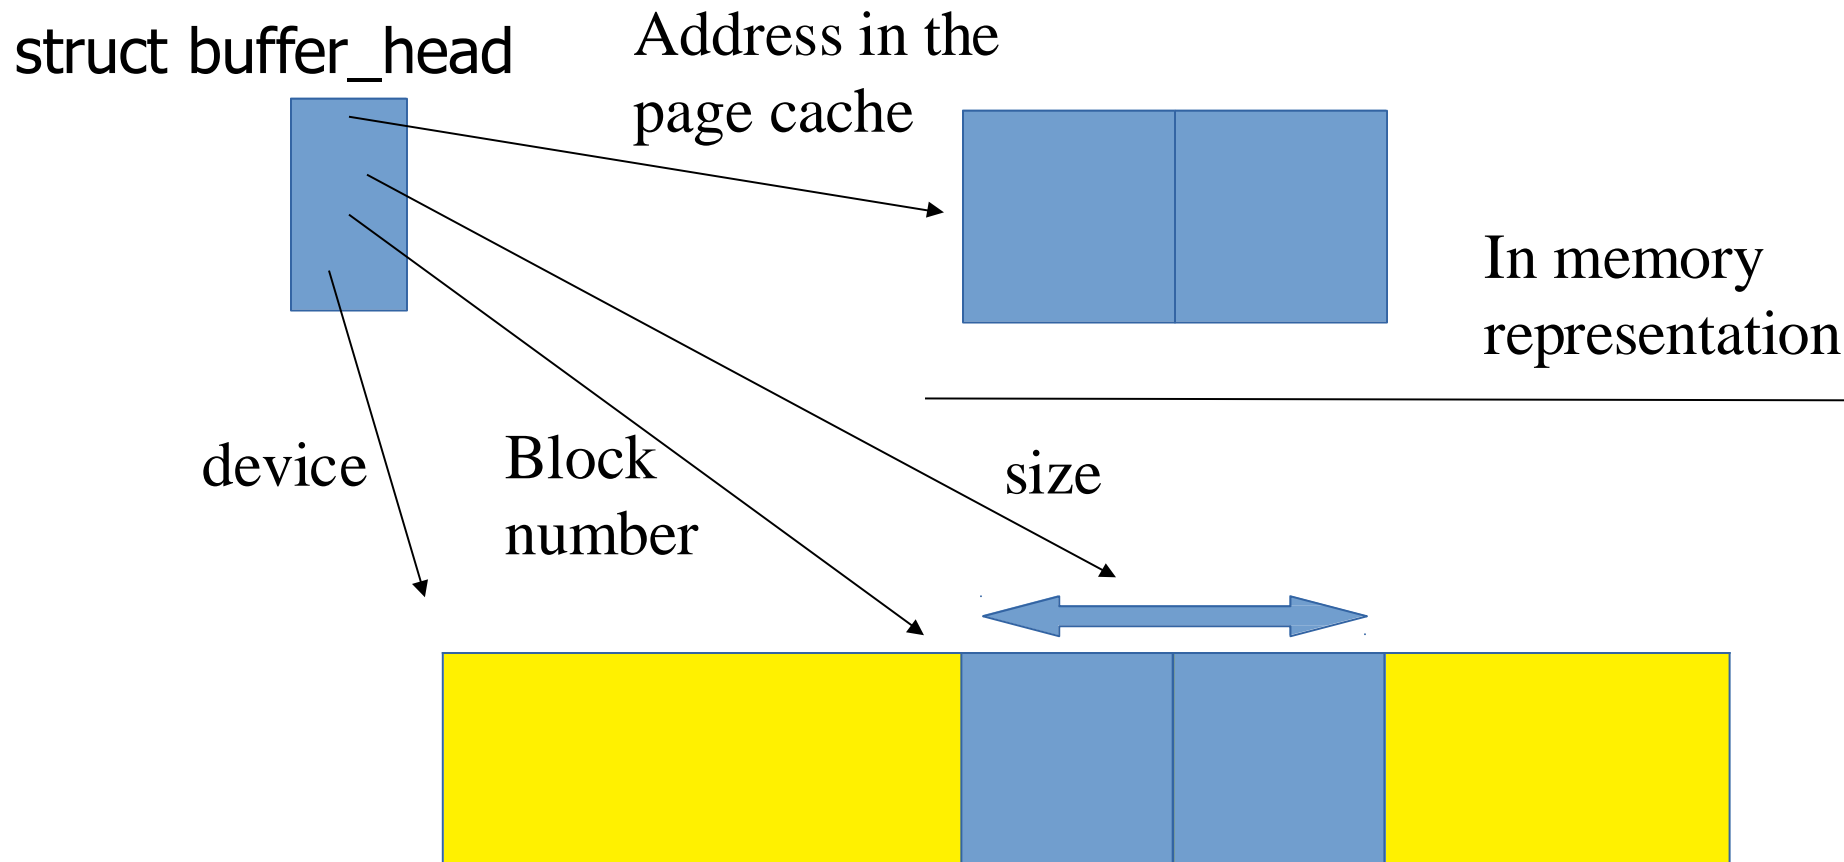 struct buffer_head
Address in the
page cache
In memory
representation
device
Block
number
size